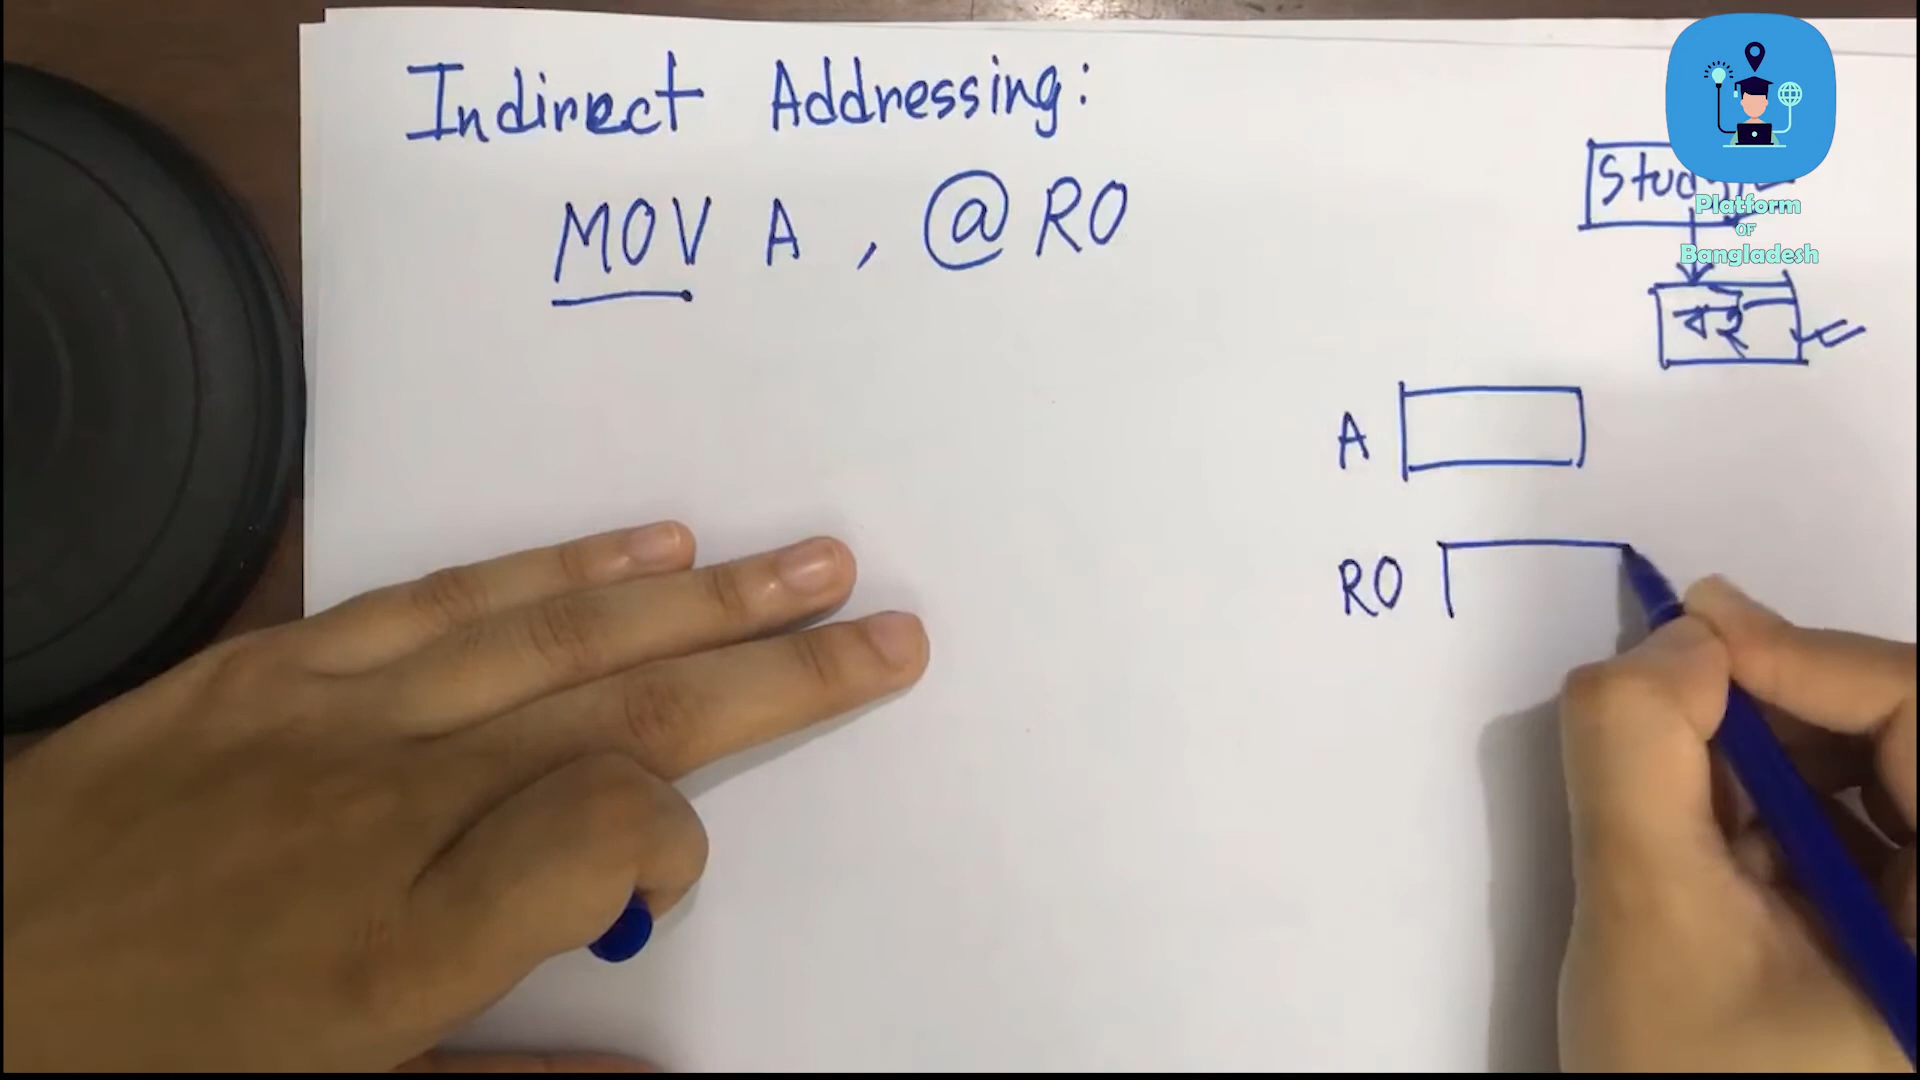 Indirect Addressing:
MOV A , @ R0
Platform
OF
Bangladesh
বই
A
R0